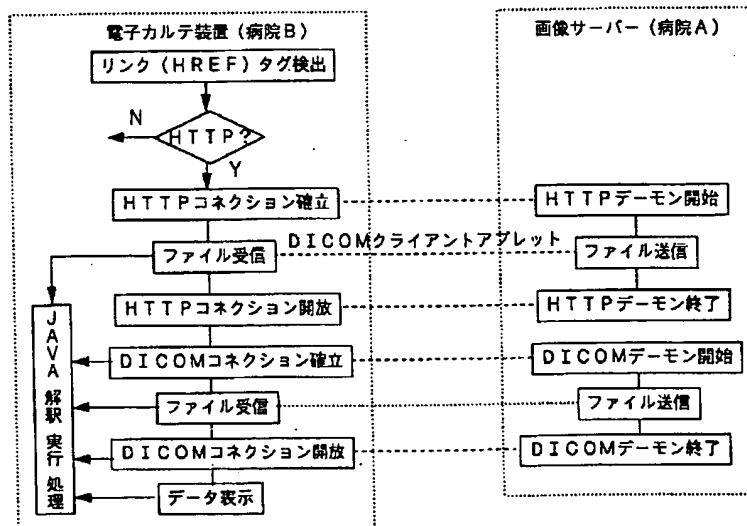 電子カルテ装置（病院Ｂ）
リンク（ＨＲＥＦ）タグ検出
Ｎ
ＨＴＴＰ？
Ｙ
ＨＴＴＰコネクション確立
ファイル受信
ＤＩＣＯＭクライアントアプレット
ＨＴＴＰコネクション開放
ＤＩＣＯＭコネクション確立
ファイル受信
ＤＩＣＯＭコネクション開放
データ表示
ＪＡＶＡ解釈実行処理
画像サーバー（病院Ａ）
ＨＴＴＰデーモン開始
ファイル送信
ＨＴＴＰデーモン終了
ＤＩＣＯＭデーモン開始
ファイル送信
ＤＩＣＯＭデーモン終了